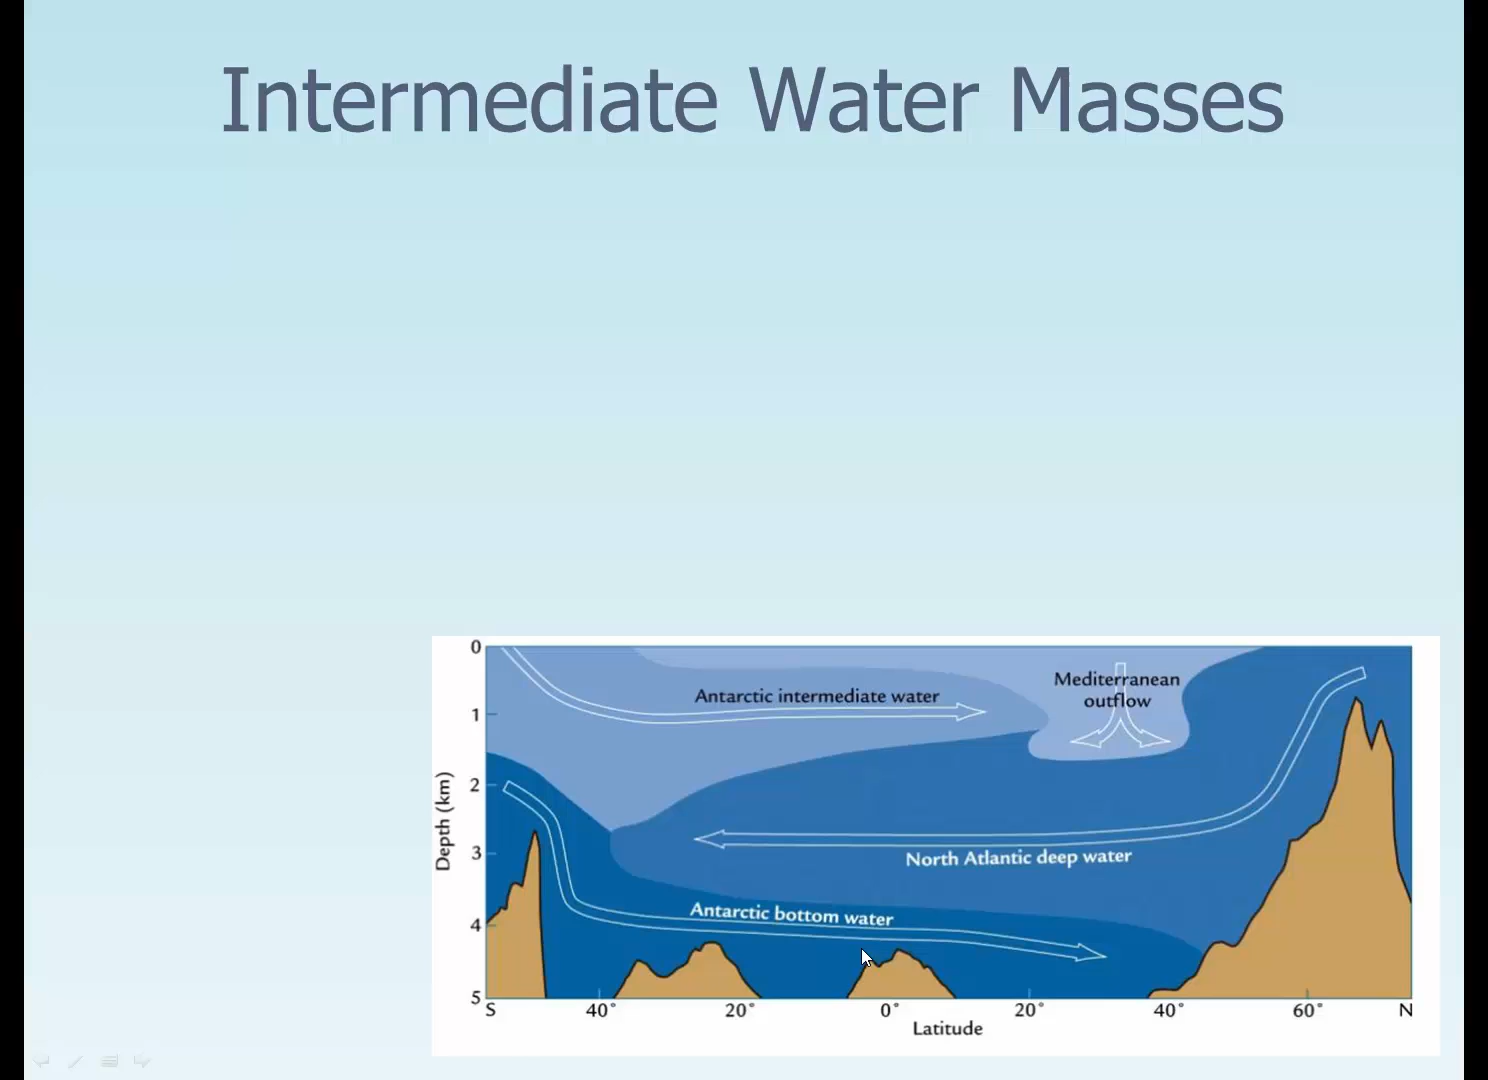 Intermediate Water Masses
0
1
2
3
4
5
Depth (km)
Antarctic intermediate water
Mediterranean
outflow
North Atlantic deep water
Antarctic bottom water
S 40° 20° 0° 20° 40° 60° N
Latitude